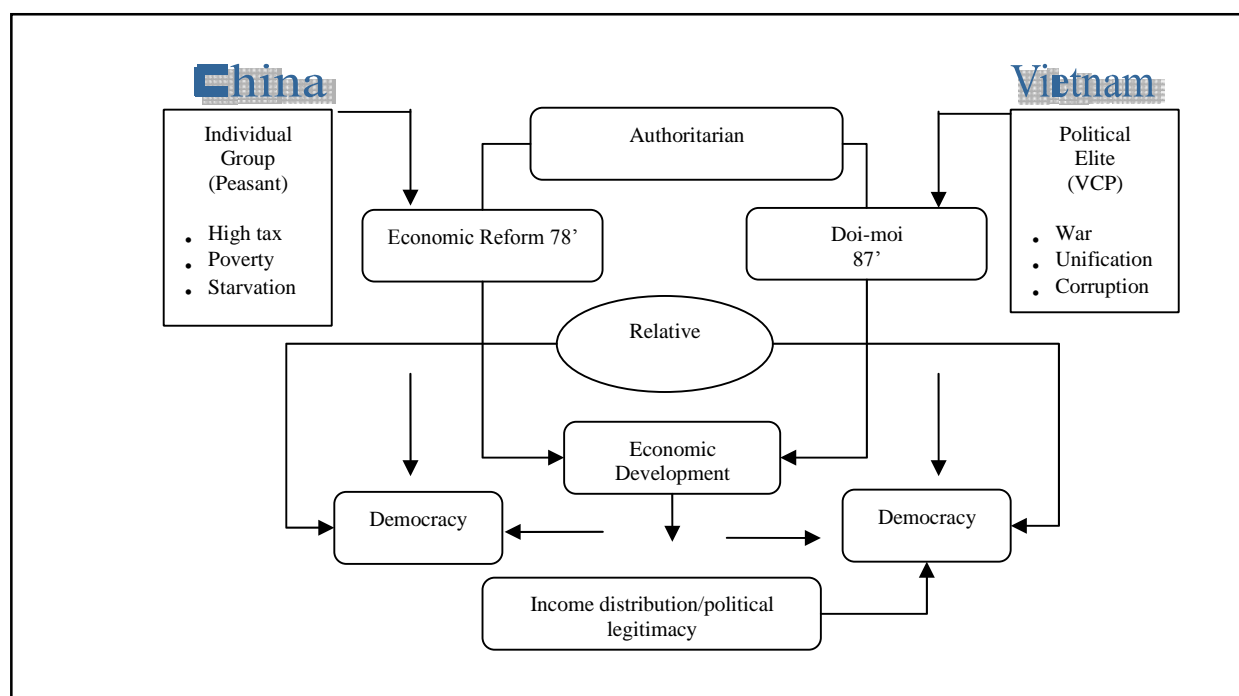 China
Vietnam
Individual
Group
(Peasant)
• High tax
• Poverty
• Starvation
Authoritarian
Political
Elite
(VCP)
• War
• Unification
• Corruption
Economic Reform 78’
Doi-moi
87’
Relative
Economic
Development
Democracy
Democracy
Income distribution/political
legitimacy